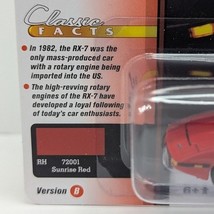 Classic
FACTS
• In 1982, the RX-7 was the
only mass-produced car
with a rotary engine being
imported into the US.
• The high-revving rotary
engines of the RX-7 have
developed a loyal following
of today's car enthusiasts.
RH 72001
Sunrise Red
Version B